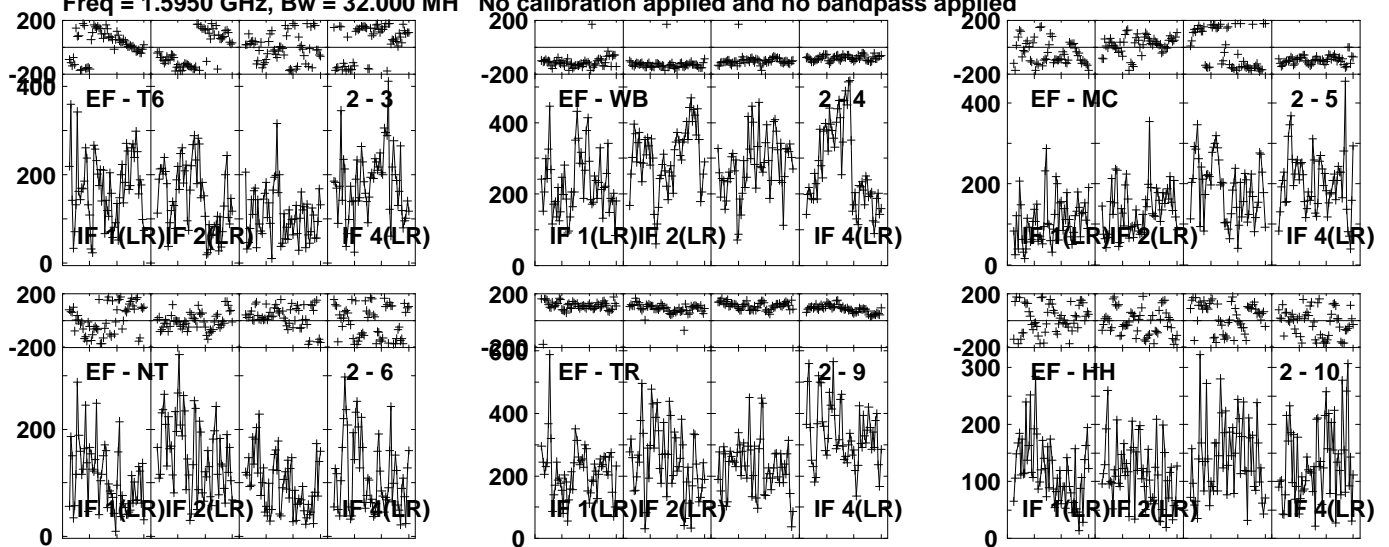 Freq = 1.5950 GHz, Bw = 32.000 MH No calibration applied and no bandpass applied
200
-200
400
200
0
EF - T6
2 - 3
IF 1(LR)
IF 2(LR)
IF 4(LR)
200
-200
400
200
0
EF - WB
2 - 4
IF 1(LR)
IF 2(LR)
IF 4(LR)
200
-200
400
200
0
EF - MC
2 - 5
IF 1(LR)
IF 2(LR)
IF 4(LR)
200
-200
200
0
EF - NT
2 - 6
IF 1(LR)
IF 2(LR)
IF 4(LR)
200
-200
600
400
200
0
EF - TR
2 - 9
IF 1(LR)
IF 2(LR)
IF 4(LR)
200
-200
300
200
100
0
EF - HH
2 - 10
IF 1(LR)
IF 2(LR)
IF 4(LR)